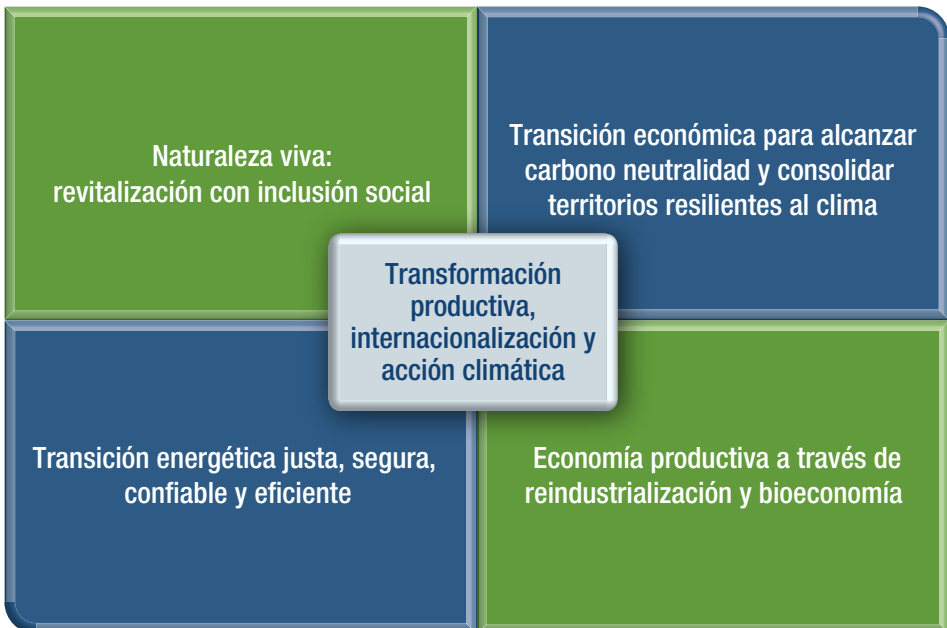 Naturaleza viva:
revitalización con inclusión social
Transición económica para alcanzar
carbono neutralidad y consolidar
territorios resilientes al clima
Transformación
productiva,
internacionalización y
acción climática
Transición energética justa, segura,
confiable y eficiente
Economía productiva a través de
reindustrialización y bioeconomía